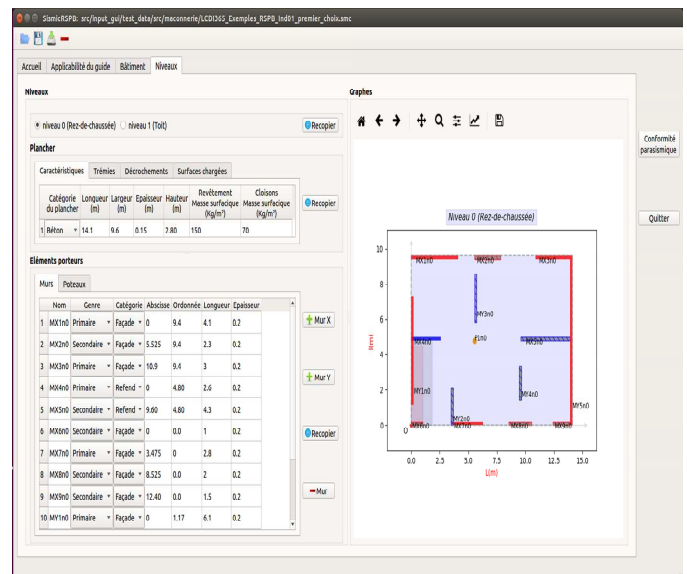 SismicRSPB: src/input_gui/test_data/src/maconnerie/LCDI365_Exemples_RSPB_Ind01_premier_choix.smc
Accueil Applicabilité du guide Bâtiment Niveaux
Niveaux
niveau 0 (Rez-de-chaussée) niveau 1 (Toit) Recopier
Plancher
Caractéristiques Trémies Décrochements Surfaces chargées
Catégorie du plancher Longueur (m) Largeur (m) Epaisseur (m) Hauteur (m) Revêtement Masse surfacique (Kg/m²) Cloisons Masse surfacique (Kg/m²)
1 Béton 14.1 9.6 0.15 2.80 150 70
Recopier
Eléments porteurs
Murs Poteaux
Nom Genre Catégorie Abscisse Ordonnée Longueur Epaisseur
1 MX1n0 Primaire Façade 0 9.4 4.1 0.2
2 MX2n0 Secondaire Façade 5.525 9.4 2.3 0.2
3 MX3n0 Primaire Façade 10.9 9.4 3 0.2
4 MX4n0 Primaire Refend 0 4.80 2.6 0.2
5 MX5n0 Secondaire Refend 9.60 4.80 4.3 0.2
6 MX6n0 Secondaire Façade 0 0.0 1 0.2
7 MX7n0 Primaire Façade 3.475 0 2.8 0.2
8 MX8n0 Secondaire Façade 8.525 0.0 2 0.2
9 MX9n0 Secondaire Façade 12.40 0.0 1.5 0.2
10 MY1n0 Primaire Façade 0 1.17 6.1 0.2
Mur X
Mur Y
Recopier
Mur
Graphes
Niveau 0 (Rez-de-chaussée)
10
8
6
4
2
0
l(m)
MX1n0 MX2n0 MX3n0
MY3n0
MX4n0 PLn0 MX5n0
MY1n0 MY4n0
MY5n0
MY2n0
0
MX6n0 MX7n0 MX8n0 MX9n0
0.0 2.5 5.0 7.5 10.0 12.5 15.0
L(m)
Conformité
parasismique
Quitter